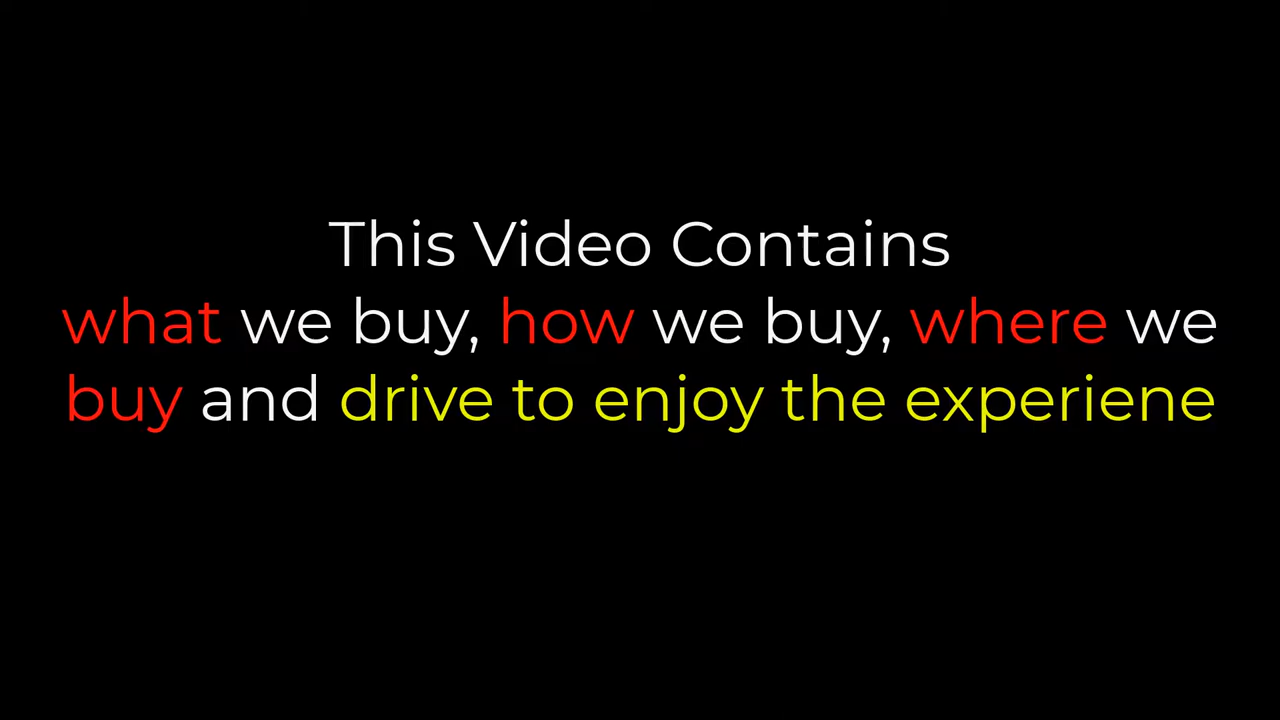 This Video Contains
what we buy, how we buy, where we
buy and drive to enjoy the experiene